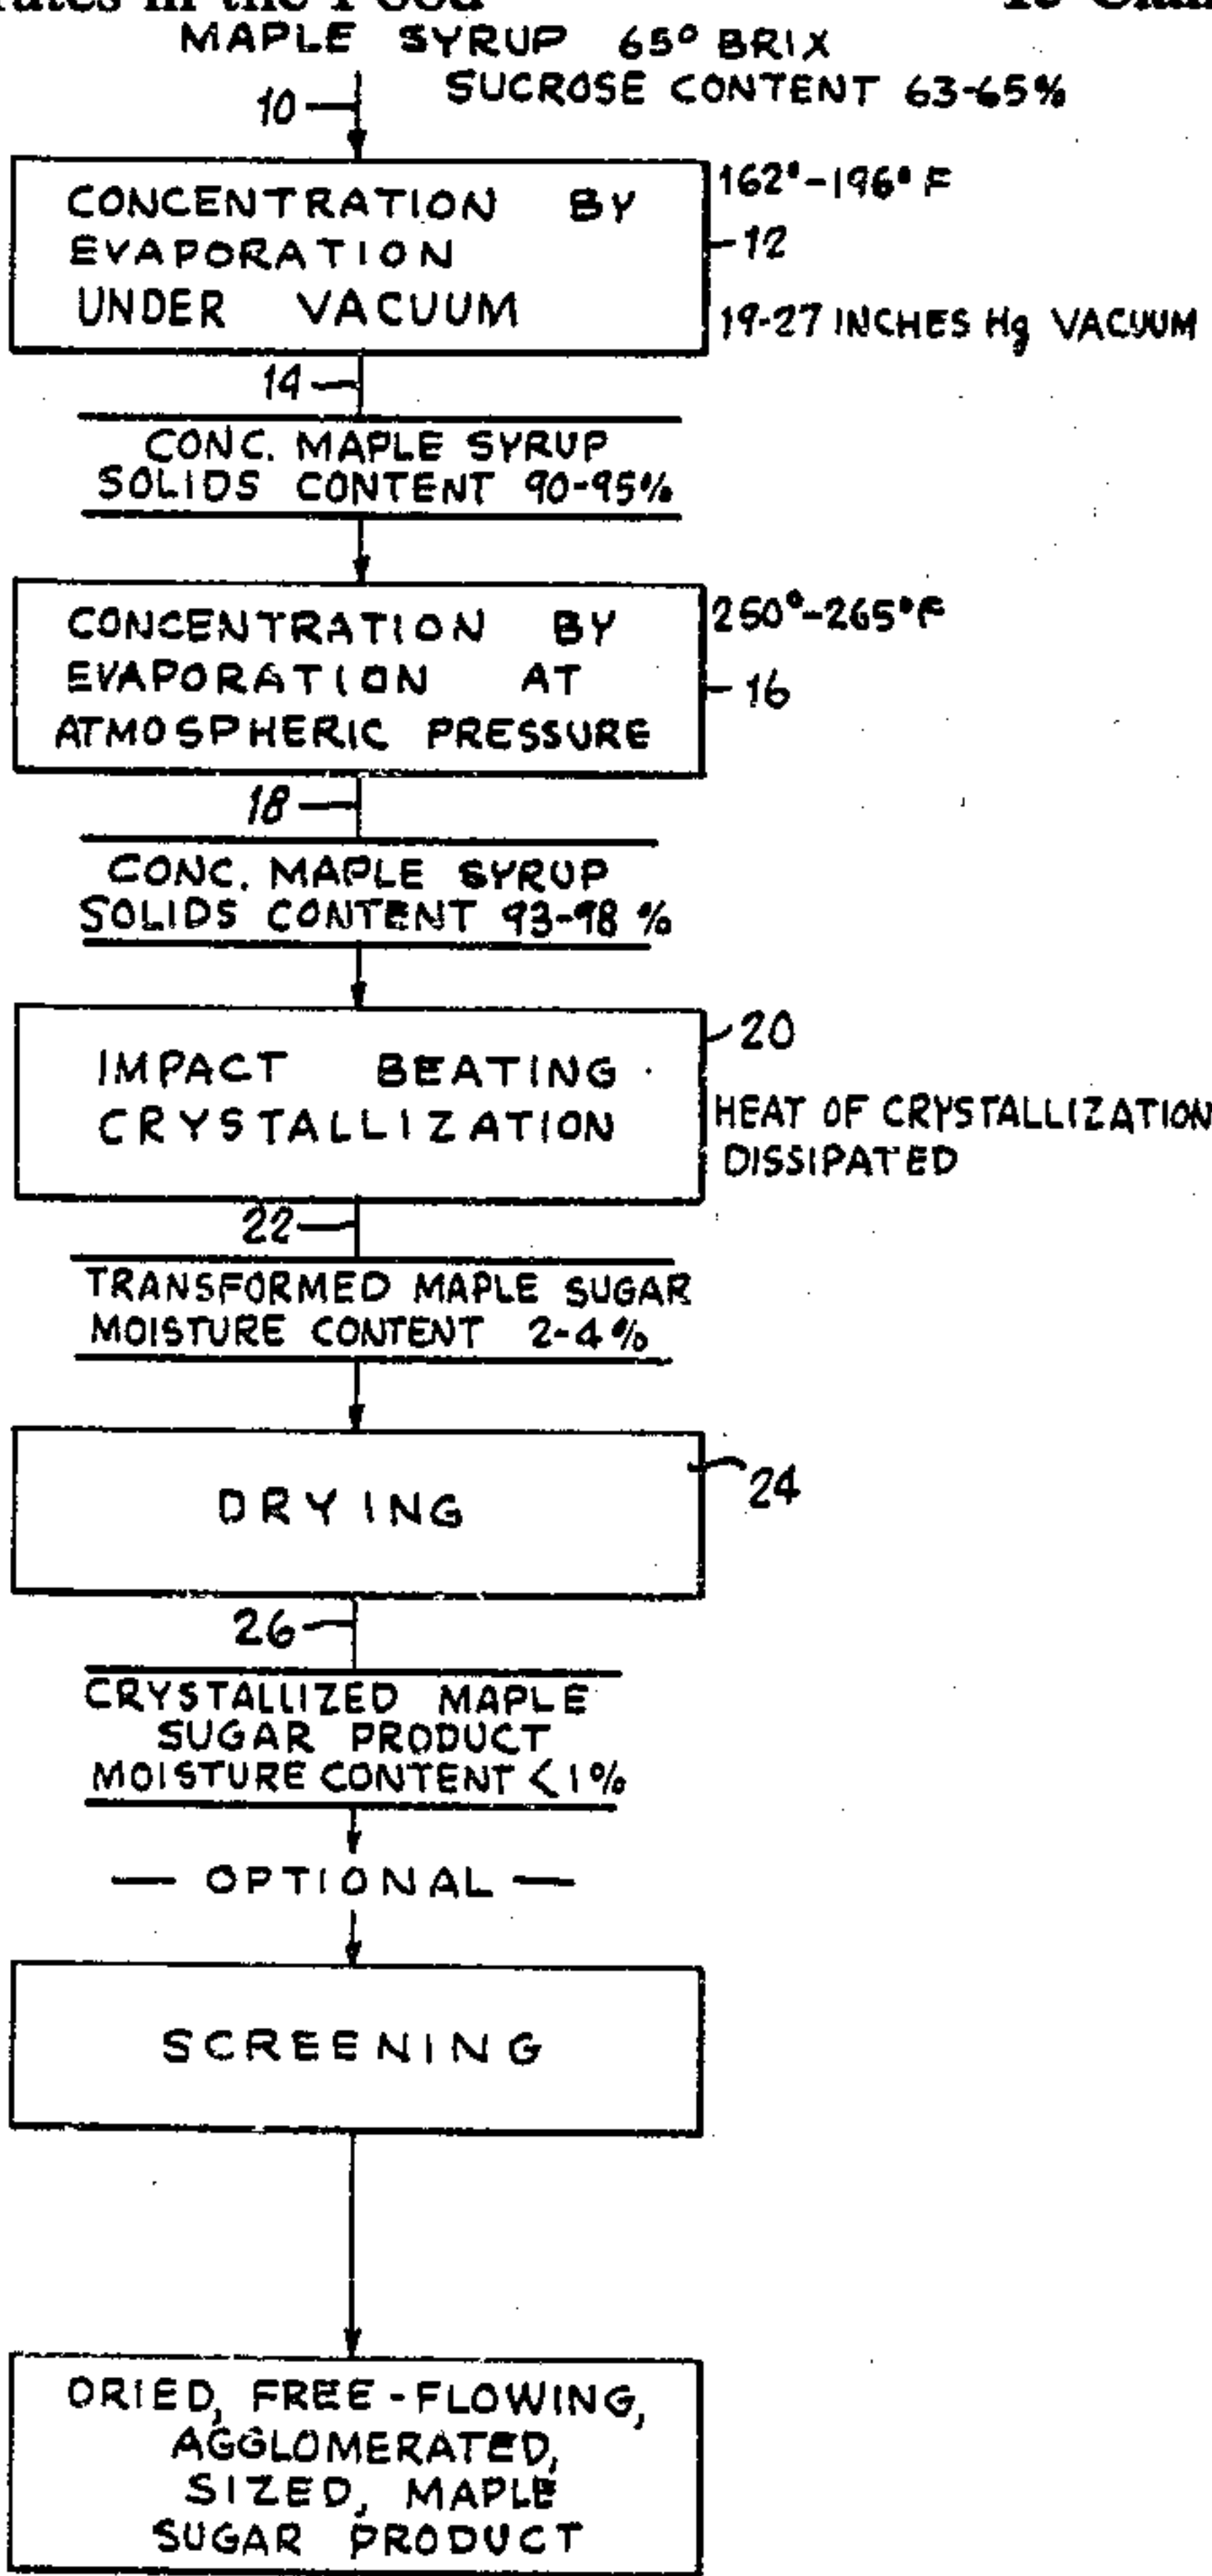 MAPLE SYRUP 65° BRIX
SUCROSE CONTENT 63-65%
10
CONCENTRATION BY
EVAPORATION
UNDER VACUUM
162°-196° F
12
19-27 INCHES Hg VACUUM
14
CONC. MAPLE SYRUP
SOLIDS CONTENT 90-95%
CONCENTRATION BY
EVAPORATION AT
ATMOSPHERIC PRESSURE
250°-265°F
16
18
CONC. MAPLE SYRUP
SOLIDS CONTENT 93-98 %
IMPACT BEATING
CRYSTALLIZATION
20
HEAT OF CRYSTALLIZATION
DISSIPATED
22
TRANSFORMED MAPLE SUGAR
MOISTURE CONTENT 2-4%
DRYING
24
26
CRYSTALLIZED MAPLE
SUGAR PRODUCT
MOISTURE CONTENT <1%
— OPTIONAL —
SCREENING
DRIED, FREE-FLOWING,
AGGLOMERATED,
SIZED, MAPLE
SUGAR PRODUCT